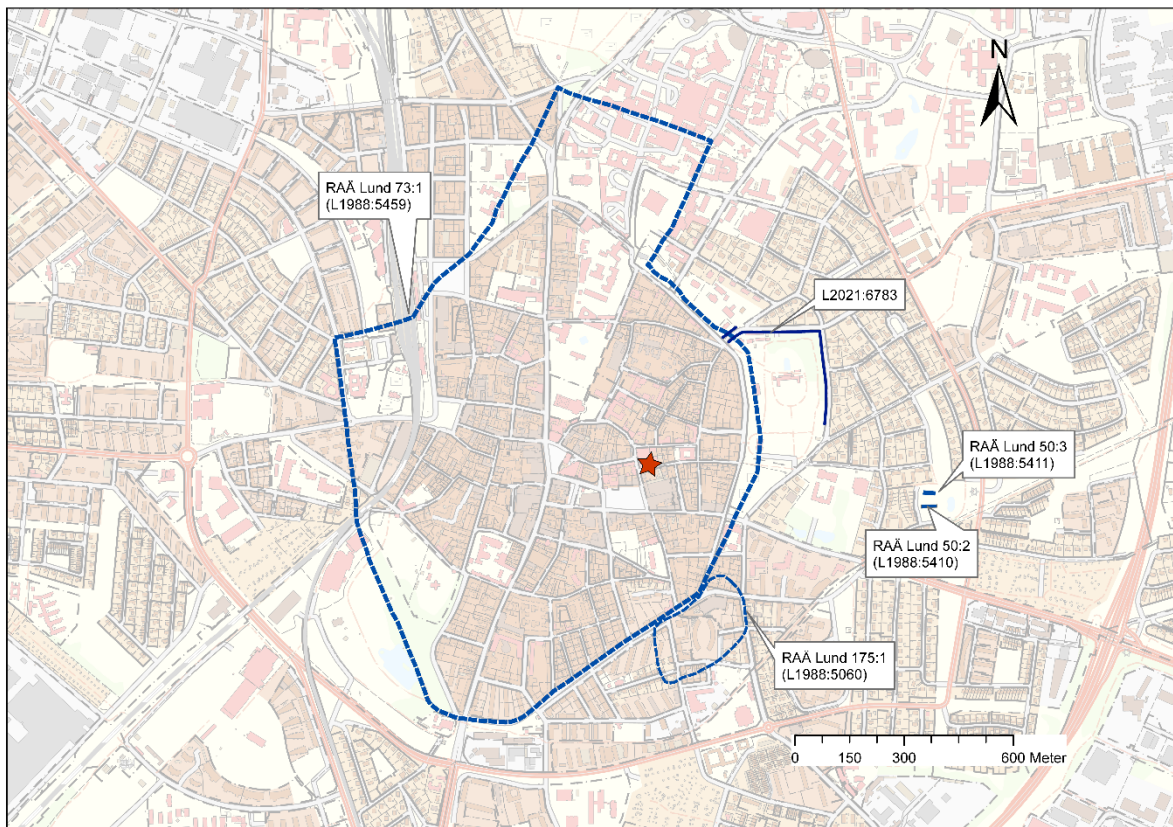 N
RAÄ Lund 73:1
(L1988:5459)
L2021:6783
RAÄ Lund 50:3
(L1988:5411)
RAÄ Lund 50:2
(L1988:5410)
RAÄ Lund 175:1
(L1988:5060)
0 150 300 600 Meter